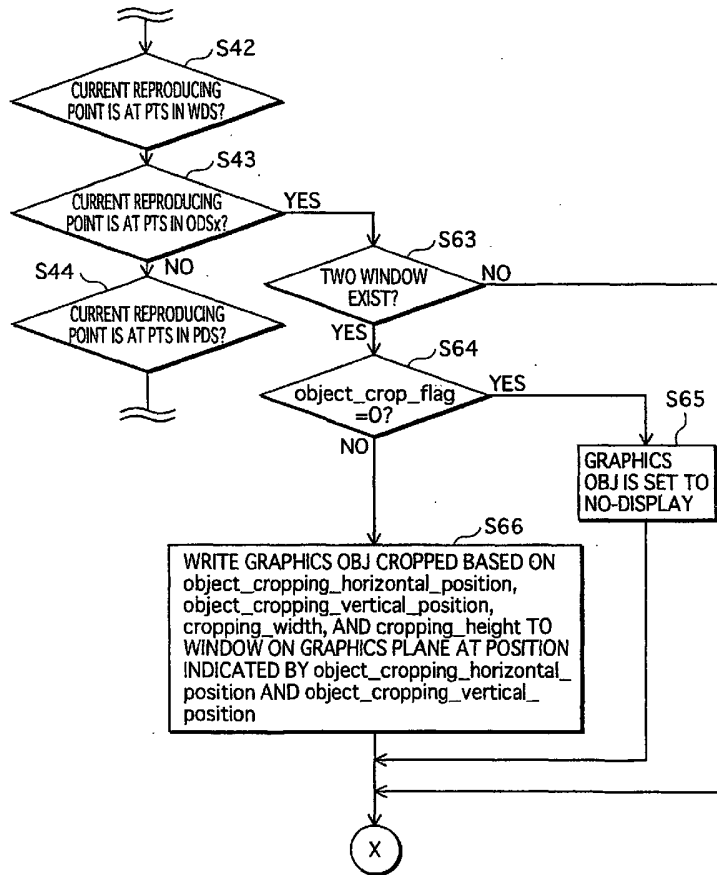 S42
CURRENT REPRODUCING
POINT IS AT PTS IN WDS?
S43
CURRENT REPRODUCING
POINT IS AT PTS IN ODSx?
YES
NO
S44
CURRENT REPRODUCING
POINT IS AT PTS IN PDS?
S63
TWO WINDOW
EXIST?
NO
YES
S64
object_crop_flag
=0?
YES
NO
S65
GRAPHICS
OBJ IS SET TO
NO-DISPLAY
S66
WRITE GRAPHICS OBJ CROPPED BASED ON
object_cropping_horizontal_position,
object_cropping_vertical_position,
cropping_width, AND cropping_height TO
WINDOW ON GRAPHICS PLANE AT POSITION
INDICATED BY object_cropping_horizontal_
position AND object_cropping_vertical_
position
X